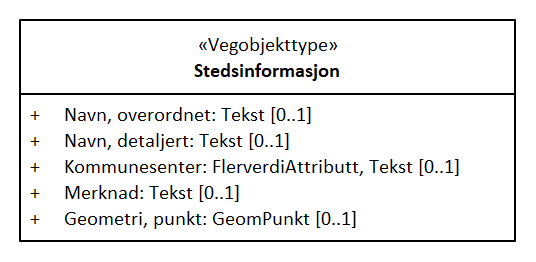 «Vegobjekttype»
Stedsinformasjon
+ Navn, overordnet: Tekst [0..1]
+ Navn, detaljert: Tekst [0..1]
+ Kommunesenter: FlerverdiAttributt, Tekst [0..1]
+ Merknad: Tekst [0..1]
+ Geometri, punkt: GeomPunkt [0..1]